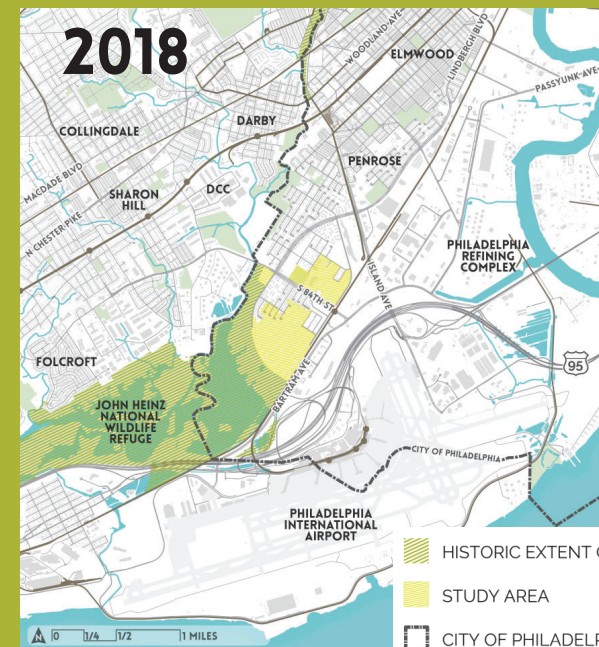 2018
WOODLAND AVE
ELMWOOD
LINDBERGH BLVD
PASSYUNK AVE
COLLINGDALE
DARBY
PENROSE
MACDADE BLVD
SHARON
HILL
DCC
N CHESTER PIKE
PHILADELPHIA
REFINING
COMPLEX
ISLAND AVE
S 84TH ST
95
FOLCROFT
BARTRAM AVE
JOHN HEINZ
NATIONAL
WILDLIFE
REFUGE
CITY OF PHILADELPHIA
PHILADELPHIA
INTERNATIONAL
AIRPORT
HISTORIC EXTENT
STUDY AREA
CITY OF
N 0 1/4 1/2 1 MILES